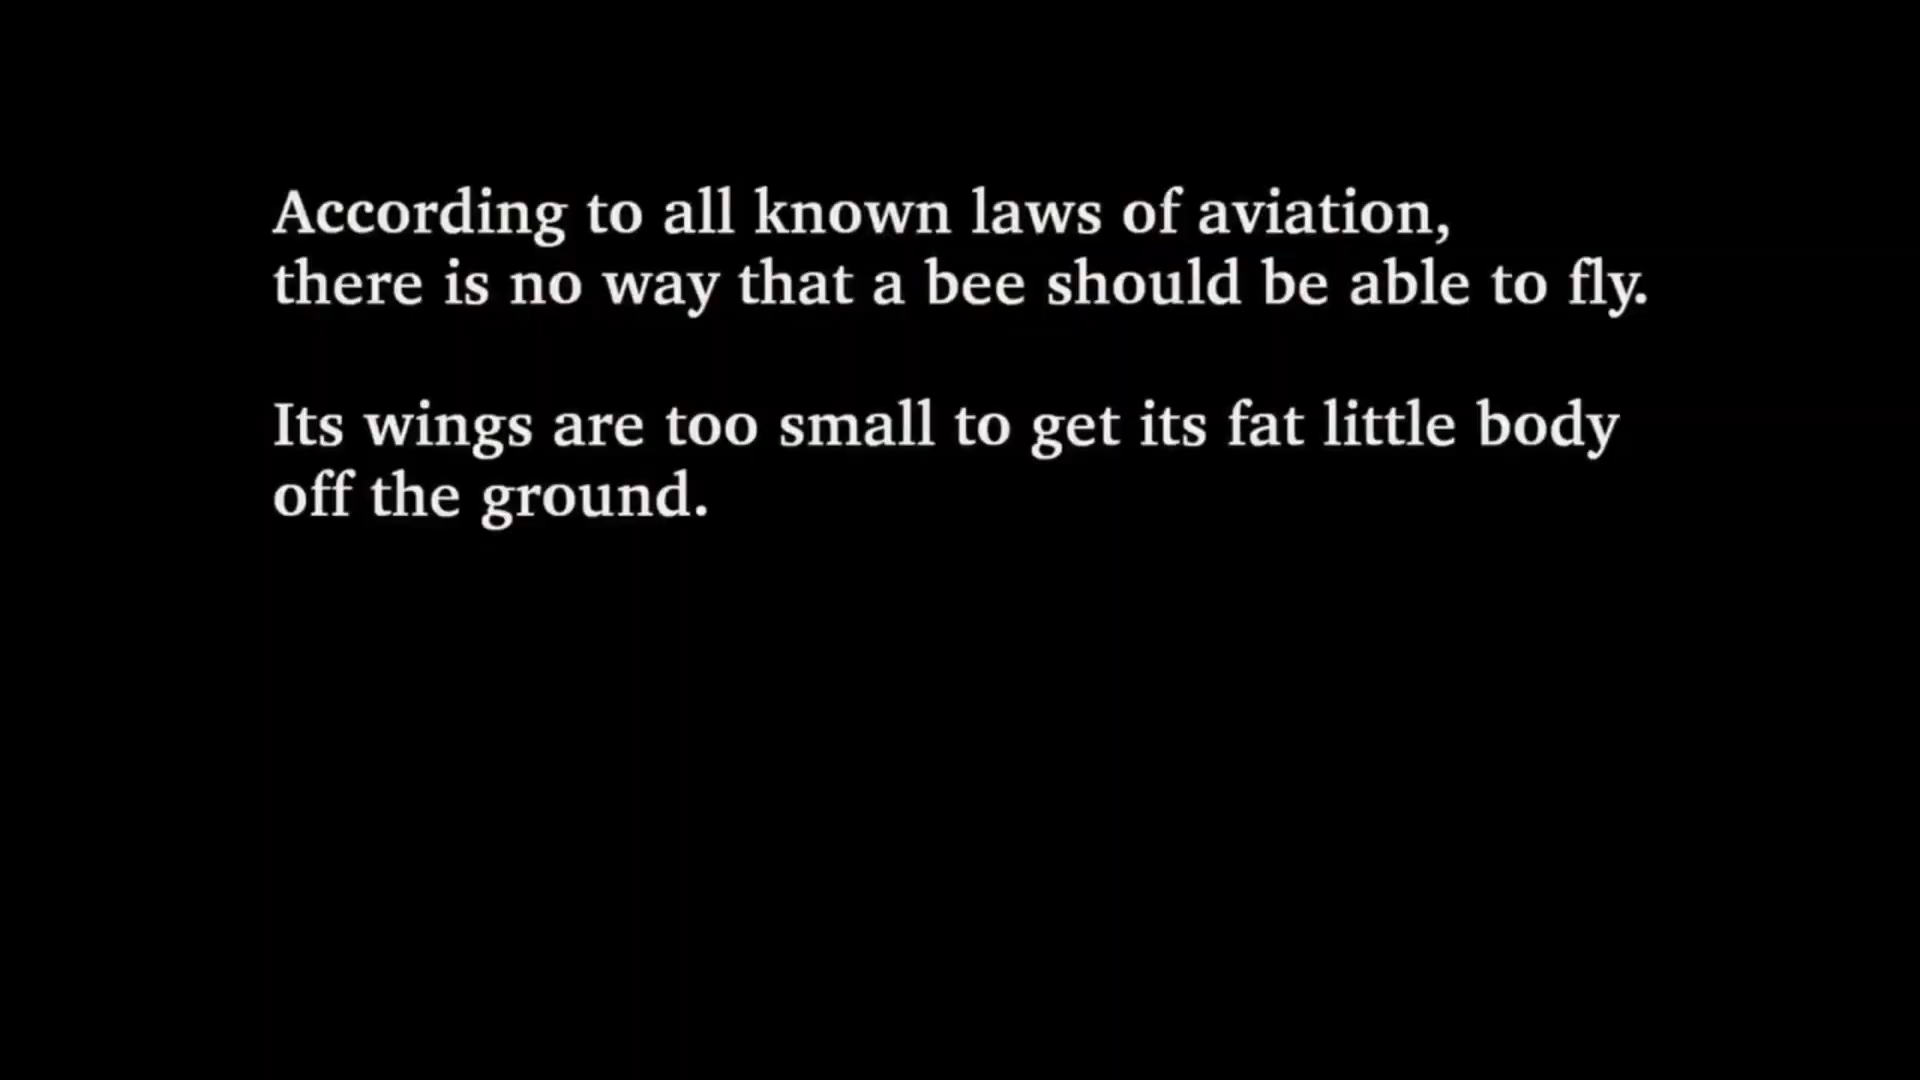 According to all known laws of aviation,
there is no way that a bee should be able to fly.
Its wings are too small to get its fat little body
off the ground.